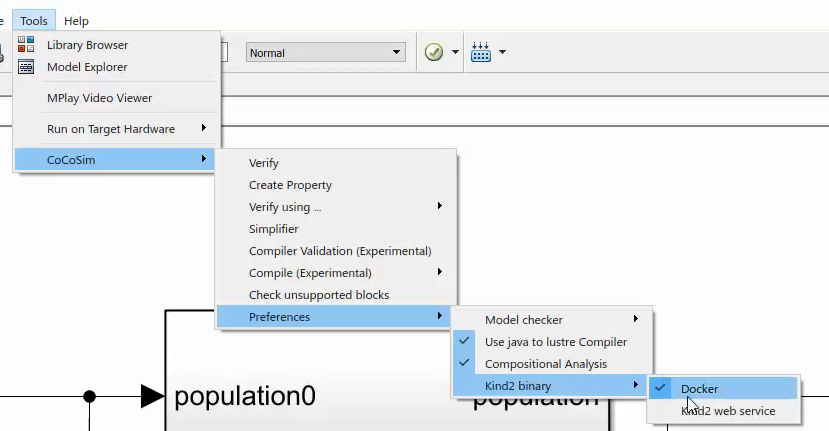 Tools Help
Library Browser
Normal
Model Explorer
MPlay Video Viewer
Run on Target Hardware
CoCoSim
Verify
Create Property
Verify using ...
Simplifier
Compiler Validation (Experimental)
Compile (Experimental)
Check unsupported blocks
Preferences
Model checker
Use java to lustre Compiler
Compositional Analysis
Kind2 binary
Docker
Kind2 web service
population0
population